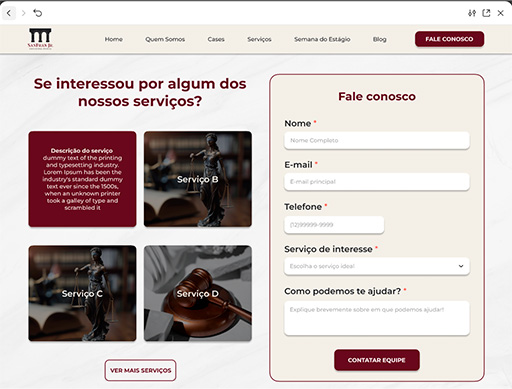 SanFran Jr.
Home
Quem Somos
Cases
Serviços
Semana do Estágio
Blog
FALE CONOSCO
Se interessou por algum dos
nossos serviços?
Descrição do serviço
dummy text of the printing
and typesetting industry.
Lorem Ipsum has been the
industry's standard dummy
text ever since the 1500s,
when an unknown printer
took a galley of type and
scrambled it
Serviço B
Serviço C
Serviço D
VER MAIS SERVIÇOS
Fale conosco
Nome *
Nome Completo
E-mail *
E-mail principal
Telefone *
(12)99999-9999
Serviço de interesse *
Escolha o serviço ideal
Como podemos te ajudar? *
Explique brevemente sobre em que podemos ajudar!
CONTATAR EQUIPE